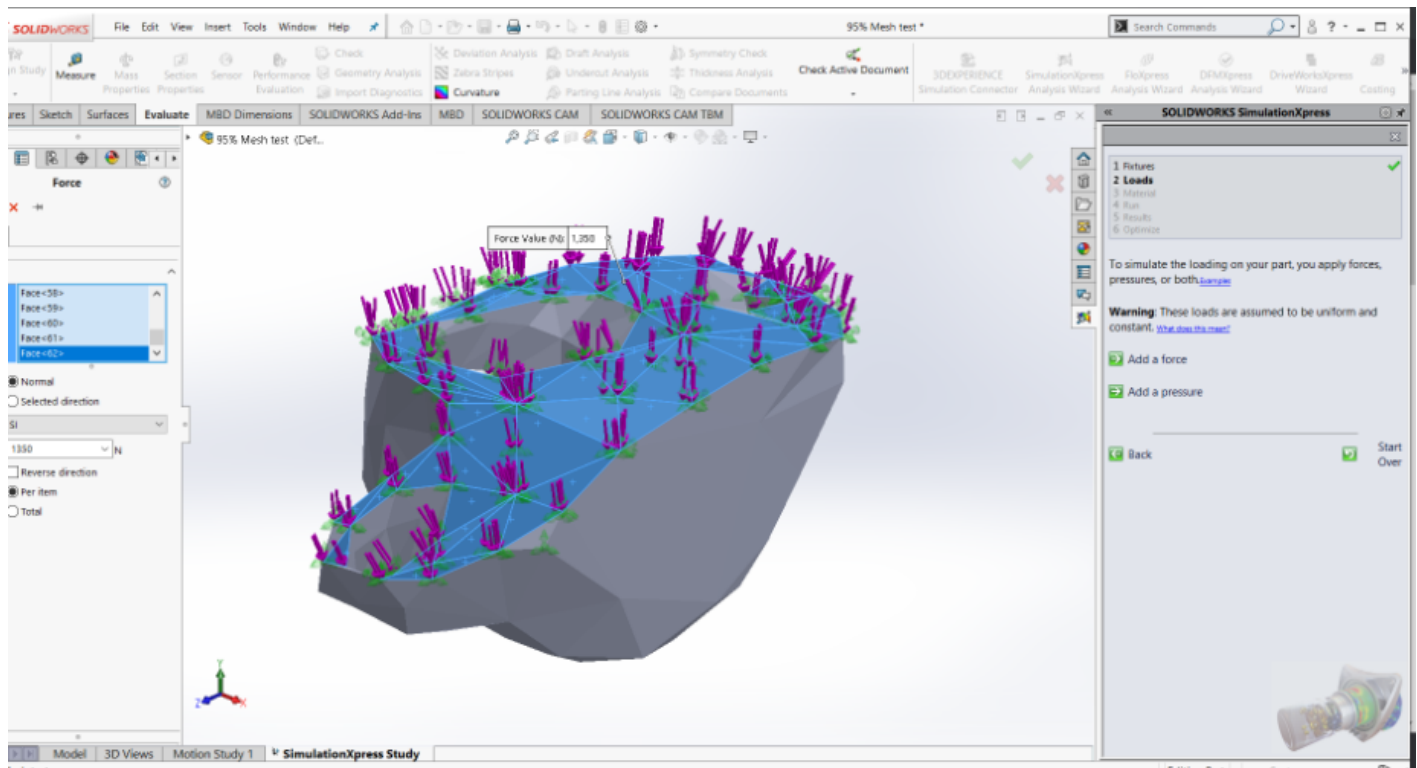 SOLIDWORKS File Edit View Insert Tools Window Help
95% Mesh test *
Search Commands
Measure
Mass Properties
Section Properties
Sensor
Performance Evaluation
Check
Geometry Analysis
Import Diagnostics
Deviation Analysis
Zebra Stripes
Curvature
Draft Analysis
Undercut Analysis
Parting Line Analysis
Symmetry Check
Thickness Analysis
Compare Documents
Check Active Document
3DEXPERIENCE Simulation Connector
SimulationXpress Analysis Wizard
FloXpress Analysis Wizard
DFMXpress Analysis Wizard
DriveWorksXpress Wizard
Costing
Sketch Surfaces Evaluate MBD Dimensions SOLIDWORKS Add-Ins MBD SOLIDWORKS CAM SOLIDWORKS CAM TBM
95% Mesh test (Def...
Force
Face<58>
Face<59>
Face<60>
Face<61>
Face<62>
Normal
Selected direction
SI
1350 N
Reverse direction
Per item
Total
Force Value (N): 1,350
Y
Z X
SOLIDWORKS SimulationXpress
1 Fixtures
2 Loads
3 Material
4 Run
5 Results
6 Optimize
To simulate the loading on your part, you apply forces,
pressures, or both. Examples
Warning: These loads are assumed to be uniform and
constant. What does this mean?
Add a force
Add a pressure
Back
Start
Over
Model 3D Views Motion Study 1 SimulationXpress Study